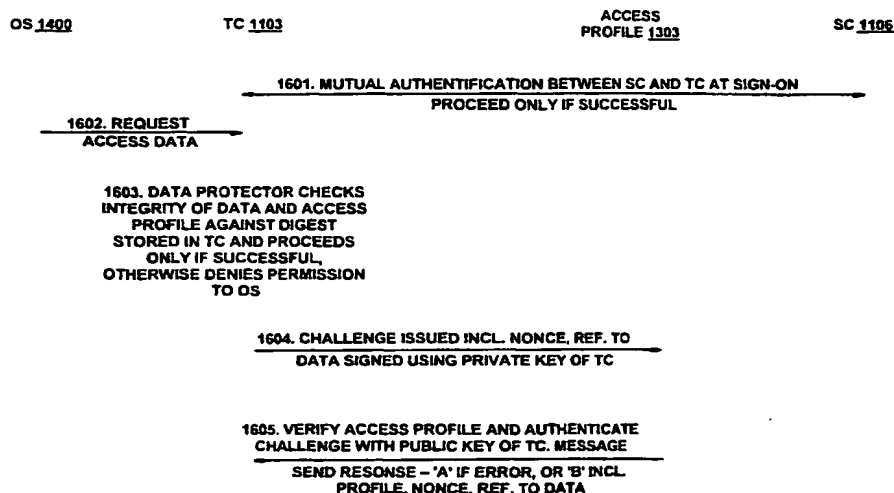 OS 1400 TC 1103 ACCESS PROFILE 1303 SC 1106
1601. MUTUAL AUTHENTIFICATION BETWEEN SC AND TC AT SIGN-ON
PROCEED ONLY IF SUCCESSFUL
1602. REQUEST
ACCESS DATA
1603. DATA PROTECTOR CHECKS
INTEGRITY OF DATA AND ACCESS
PROFILE AGAINST DIGEST
STORED IN TC AND PROCEEDS
ONLY IF SUCCESSFUL,
OTHERWISE DENIES PERMISSION
TO OS
1604. CHALLENGE ISSUED INCL. NONCE, REF. TO
DATA SIGNED USING PRIVATE KEY OF TC
1605. VERIFY ACCESS PROFILE AND AUTHENTICATE
CHALLENGE WITH PUBLIC KEY OF TC. MESSAGE
SEND RESONSE – 'A' IF ERROR, OR 'B' INCL.
PROFILE, NONCE, REF. TO DATA